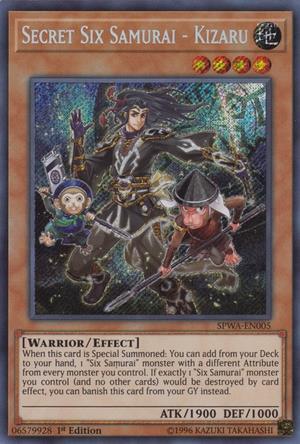 SECRET SIX SAMURAI - KIZARU
SPWA-EN005
[WARRIOR/EFFECT]
When this card is Special Summoned: You can add from your Deck
to your hand, 1 "Six Samurai" monster with a different Attribute
from every monster you control. If exactly 1 "Six Samurai" monster
you control (and no other cards) would be destroyed by card
effect, you can banish this card from your GY instead.
ATK/1900 DEF/1000
06579928 1st Edition ©1996 KAZUKI TAKAHASHI